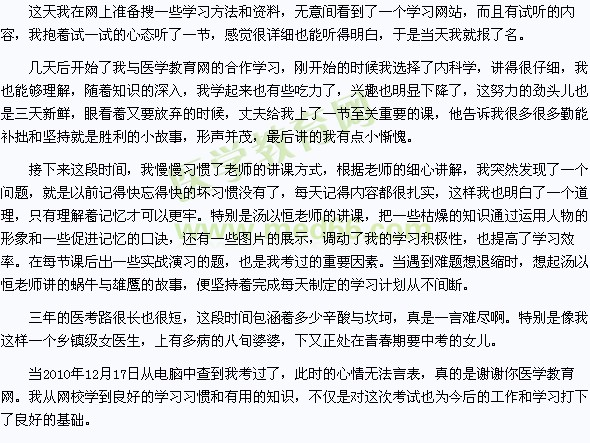 这天我在网上准备搜一些学习方法和资料，无意间看到了一个学习网站，而且有试听的内
容，我抱着试一试的心态听了一节，感觉很详细也能听得明白，于是当天我就报了名。
几天后开始了我与医学教育网的合作学习，刚开始的时候我选择了内科学，讲得很仔细，我
也能够理解，随着知识的深入，我学起来也有些吃力了，兴趣也明显下降了，这努力的劲头儿也
是三天新鲜，眼看着又要放弃的时候，丈夫给我上了一节至关重要的课，他告诉我很多很多勤能
补拙和坚持就是胜利的小故事，形声并茂，最后讲的我有点小惭愧。
接下来这段时间，我慢慢习惯了老师的讲课方式，根据老师的细心讲解，我突然发现了一个
问题，就是以前记得快忘得快的坏习惯没有了，每天记得内容都很扎实，这样我也明白了一个道
理，只有理解着记忆才可以更牢。特别是汤以恒老师的讲课，把一些枯燥的知识通过运用人物的
形象和一些促进记忆的口诀，还有一些图片的展示，调动了我的学习积极性，也提高了学习效
率。在每节课后出一些实战演习的题，也是我考过的重要因素。当遇到难题想退缩时，想起汤以
恒老师讲的蜗牛与雄鹰的故事，便坚持着完成每天制定的学习计划从不间断。
三年的医考路很长也很短，这段时间包涵着多少辛酸与坎坷，真是一言难尽啊。特别是像我
这样一个乡镇级女医生，上有多病的八旬婆婆，下又正处在青春期要中考的女儿。
当2010年12月17日从电脑中查到我考过了，此时的心情无法言表，真的是谢谢你医学教育
网。我从网校学到良好的学习习惯和有用的知识，不仅是对这次考试也为今后的工作和学习打下
了良好的基础。
医学教育网
www.med66.com